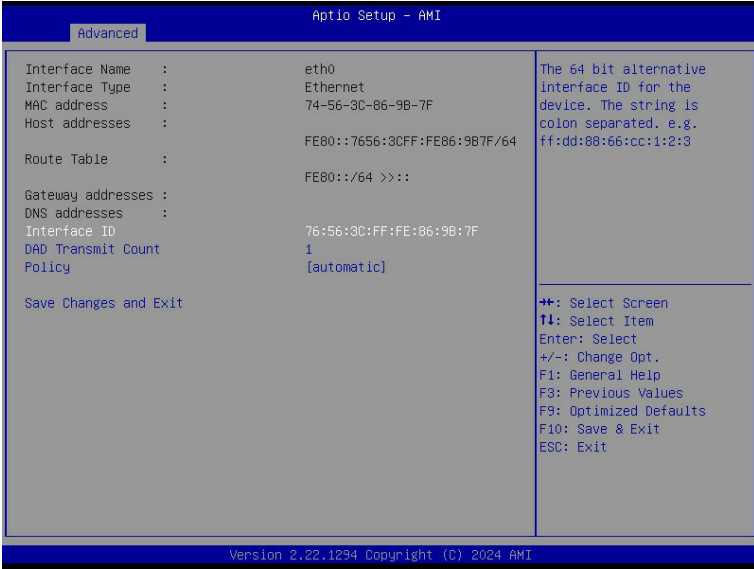 Aptio Setup – AMI
Advanced
Interface Name : eth0
Interface Type : Ethernet
MAC address : 74-56-3C-86-9B-7F
Host addresses :
FE80::7656:3CFF:FE86:9B7F/64
Route Table :
FE80::/64 >>::
Gateway addresses :
DNS addresses :
Interface ID 76:56:3C:FF:FE:86:9B:7F
DAD Transmit Count 1
Policy [automatic]
Save Changes and Exit
The 64 bit alternative
interface ID for the
device. The string is
colon separated. e.g.
ff:dd:88:66:cc:1:2:3
→←: Select Screen
↑↓: Select Item
Enter: Select
+/-: Change Opt.
F1: General Help
F3: Previous Values
F9: Optimized Defaults
F10: Save & Exit
ESC: Exit
Version 2.22.1294 Copyright (C) 2024 AMI